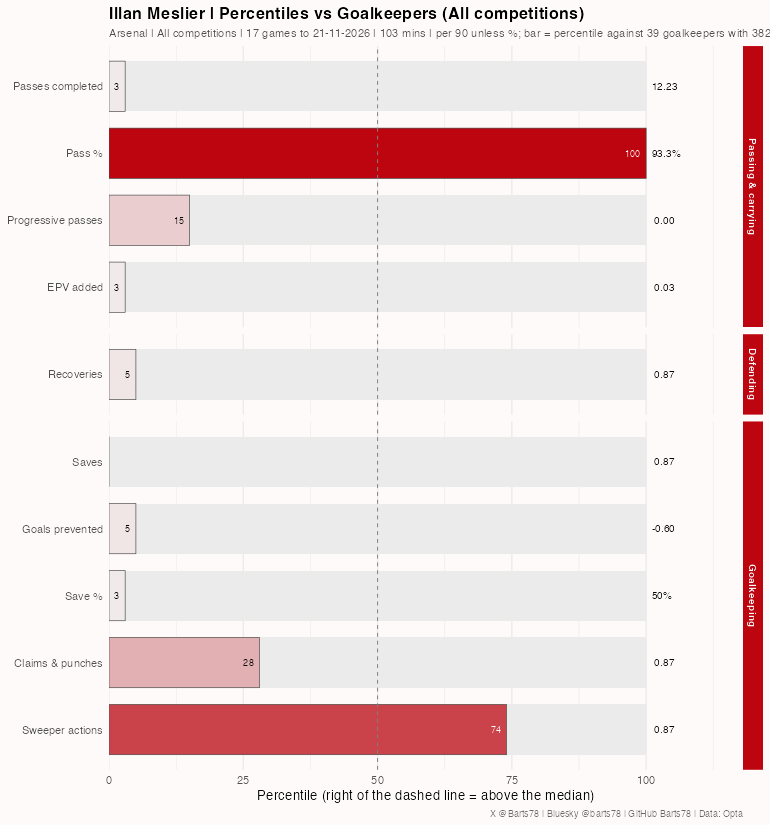 Illan Meslier | Percentiles vs Goalkeepers (All competitions)
Arsenal | All competitions | 17 games to 21-11-2026 | 103 mins | per 90 unless %; bar = percentile against 39 goalkeepers with 382
Passes completed 3 12.23
Pass % 100 93.3%
Progressive passes 15 0.00
EPV added 3 0.03
Passing & carrying
Recoveries 5 0.87
Defending
Saves 0.87
Goals prevented 5 -0.60
Save % 3 50%
Claims & punches 28 0.87
Sweeper actions 74 0.87
Goalkeeping
0 25 50 75 100
Percentile (right of the dashed line = above the median)
X @Barts78 | Bluesky @barts78 | GitHub Barts78 | Data: Opta